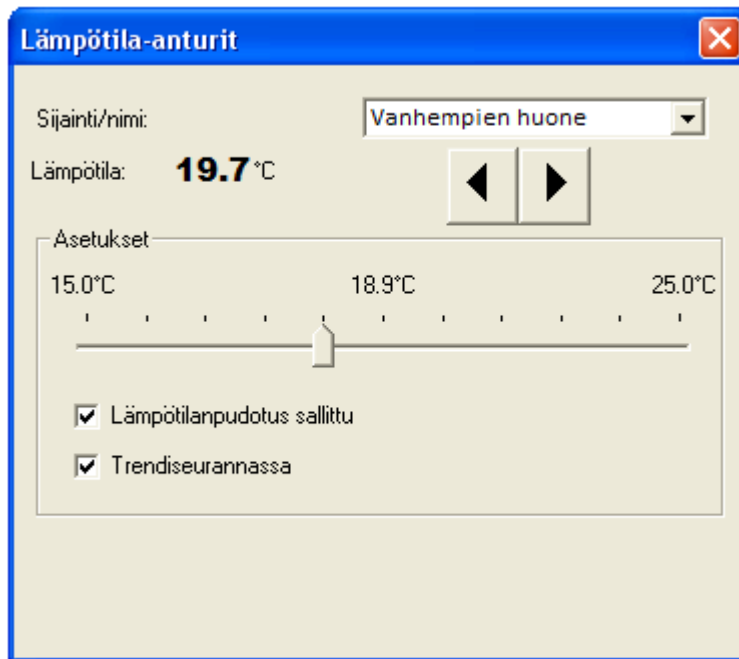 Lämpötila-anturit
Sijainti/nimi: Vanhempien huone
Lämpötila: 19.7 °C
Asetukset
15.0°C 18.9°C 25.0°C
Lämpötilanpudotus sallittu
Trendiseurannassa